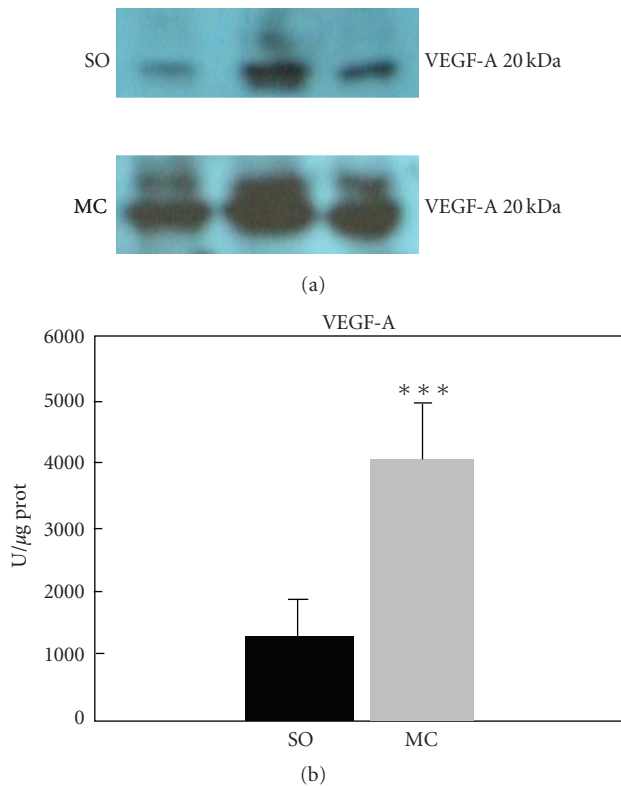 SO VEGF-A 20 kDa
MC VEGF-A 20 kDa
(a)
VEGF-A
6000
5000
4000
3000
2000
1000
0
U/µg prot
***
SO MC
(b)